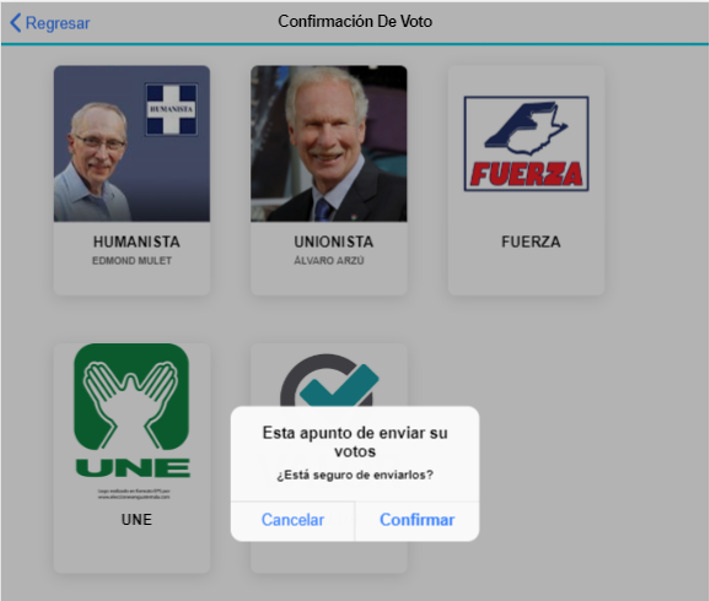 Regresar
Confirmación De Voto
HUMANISTA
HUMANISTA
EDMOND MULET
UNIONISTA
ÁLVARO ARZÚ
FUERZA
FUERZA
UNE
UNE
Esta apunto de enviar su
votos
¿Está seguro de enviarlos?
Cancelar
Confirmar